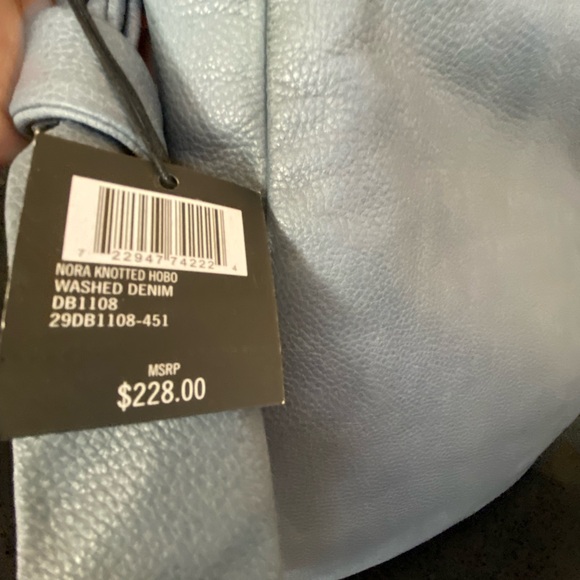 7 22947 74222 4
NORA KNOTTED HOBO
WASHED DENIM
DB1108
29DB1108-451
MSRP
$228.00